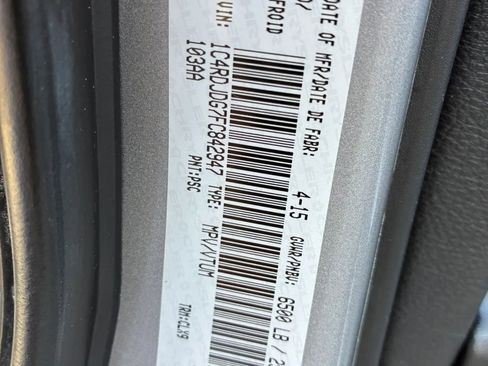 DATE OF MFR/DATE DE FABR: 4-15 GVWR/PNBV: 6500 LB / 2
FROID
VIN: 1C4RDJDG7FC842947 TYPE: MPV/VTUM
103AA PNT:PSC TRM:CLX9